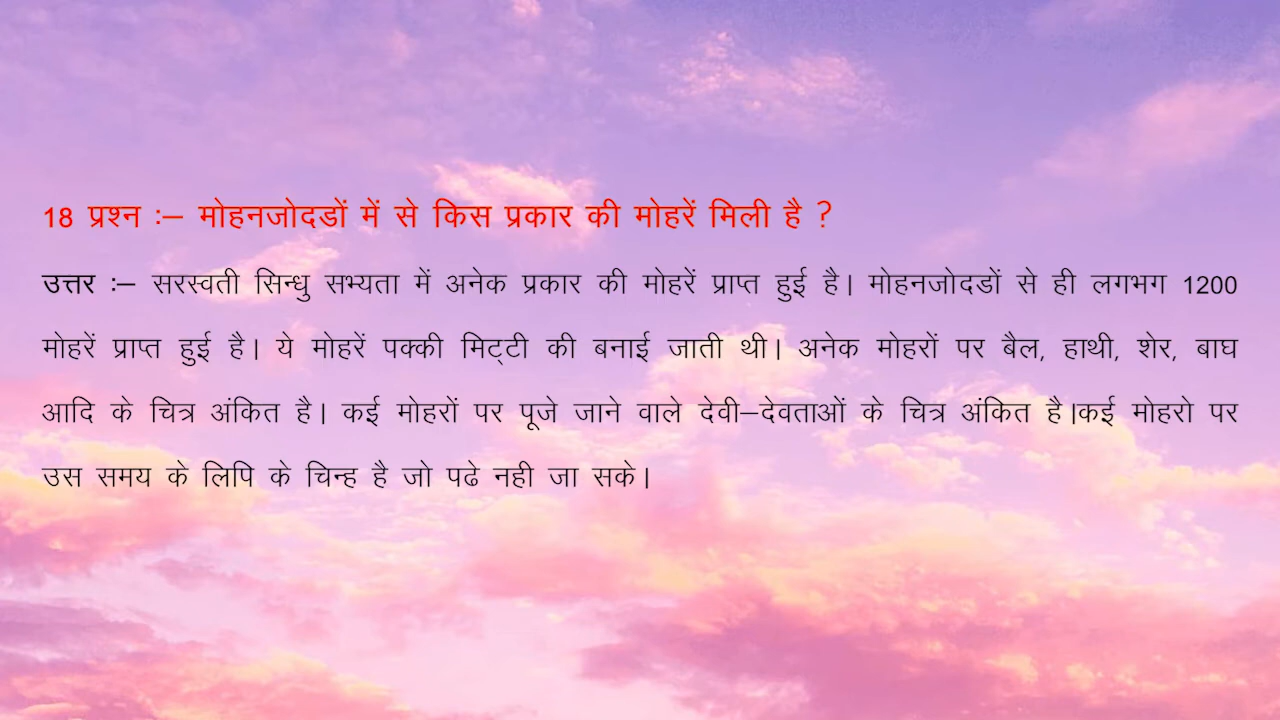 18 प्रश्न :– मोहनजोदडों में से किस प्रकार की मोहरें मिली है ?
उत्तर :– सरस्वती सिन्धु सभ्यता में अनेक प्रकार की मोहरें प्राप्त हुई है। मोहनजोदडों से ही लगभग 1200
मोहरें प्राप्त हुई है। ये मोहरें पक्की मिट्टी की बनाई जाती थी। अनेक मोहरों पर बैल, हाथी, शेर, बाघ
आदि के चित्र अंकित है। कई मोहरों पर पूजे जाने वाले देवी–देवताओं के चित्र अंकित है।कई मोहरो पर
उस समय के लिपि के चिन्ह है जो पढे नही जा सके।